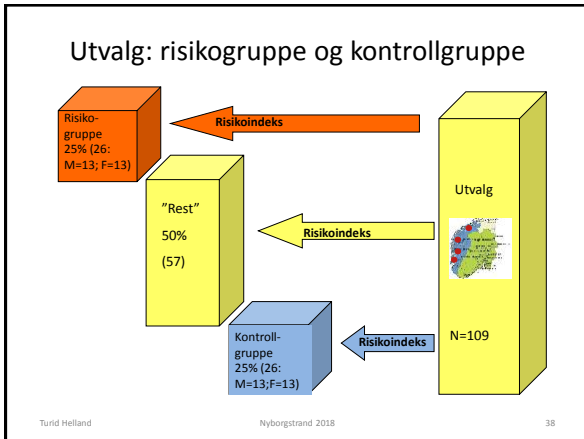 Utvalg: risikogruppe og kontrollgruppe
Risiko-
gruppe
25% (26:
M=13; F=13)
Risikoindeks
”Rest”
50%
(57)
Risikoindeks
Utvalg
N=109
Kontroll-
gruppe
25% (26:
M=13;F=13)
Risikoindeks
Turid Helland
Nyborgstrand 2018
38